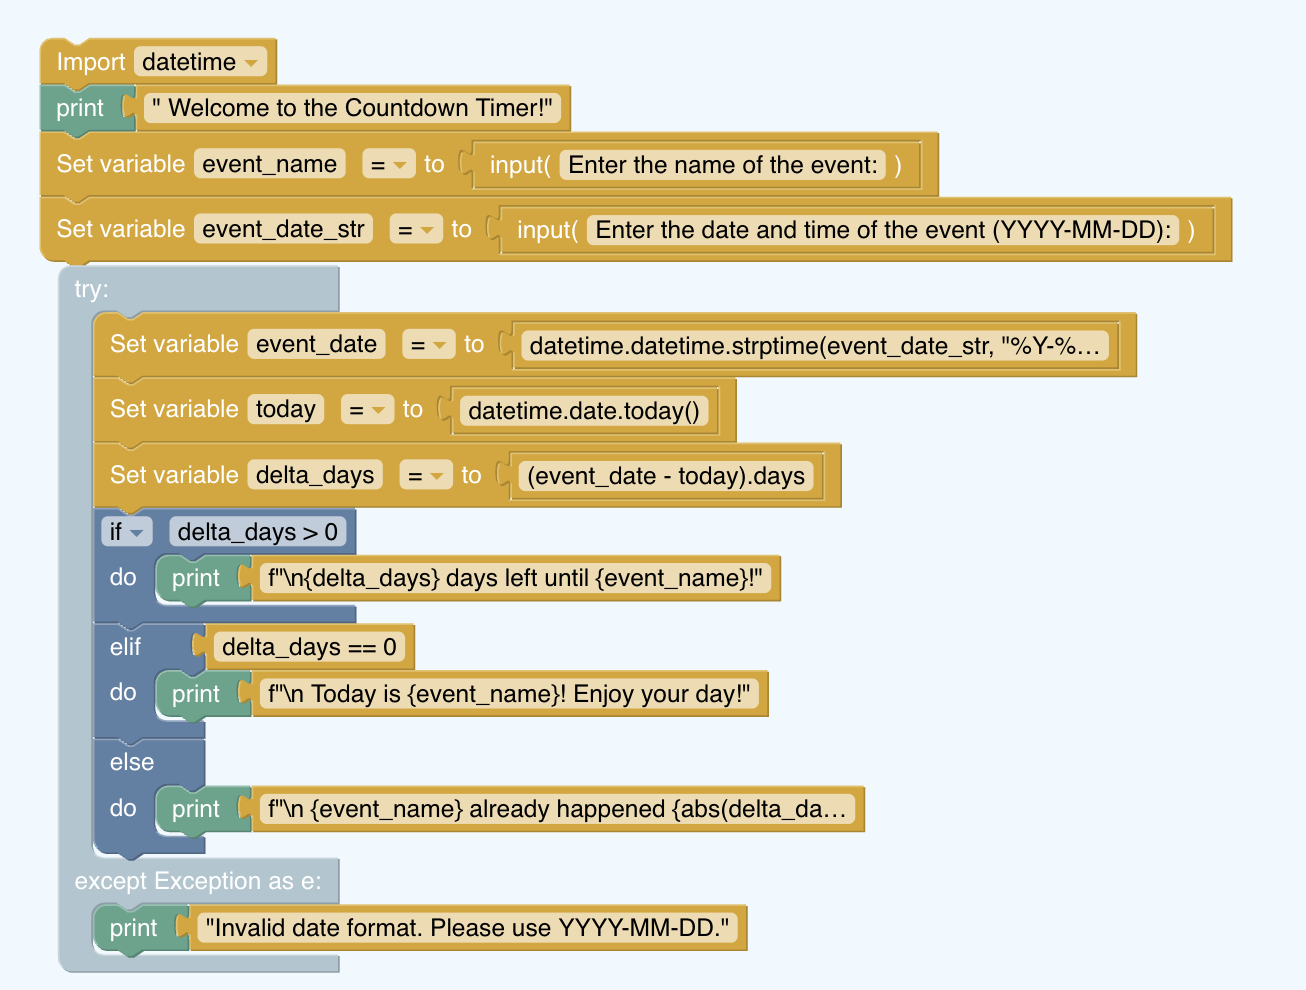 Import datetime
print " Welcome to the Countdown Timer!"
Set variable event_name = to input( Enter the name of the event: )
Set variable event_date_str = to input( Enter the date and time of the event (YYYY-MM-DD): )
try:
Set variable event_date = to datetime.datetime.strptime(event_date_str, "%Y-%…
Set variable today = to datetime.date.today()
Set variable delta_days = to (event_date - today).days
if delta_days > 0
do print f"\n{delta_days} days left until {event_name}!"
elif delta_days == 0
do print f"\n Today is {event_name}! Enjoy your day!"
else
do print f"\n {event_name} already happened {abs(delta_da…
except Exception as e:
print "Invalid date format. Please use YYYY-MM-DD."